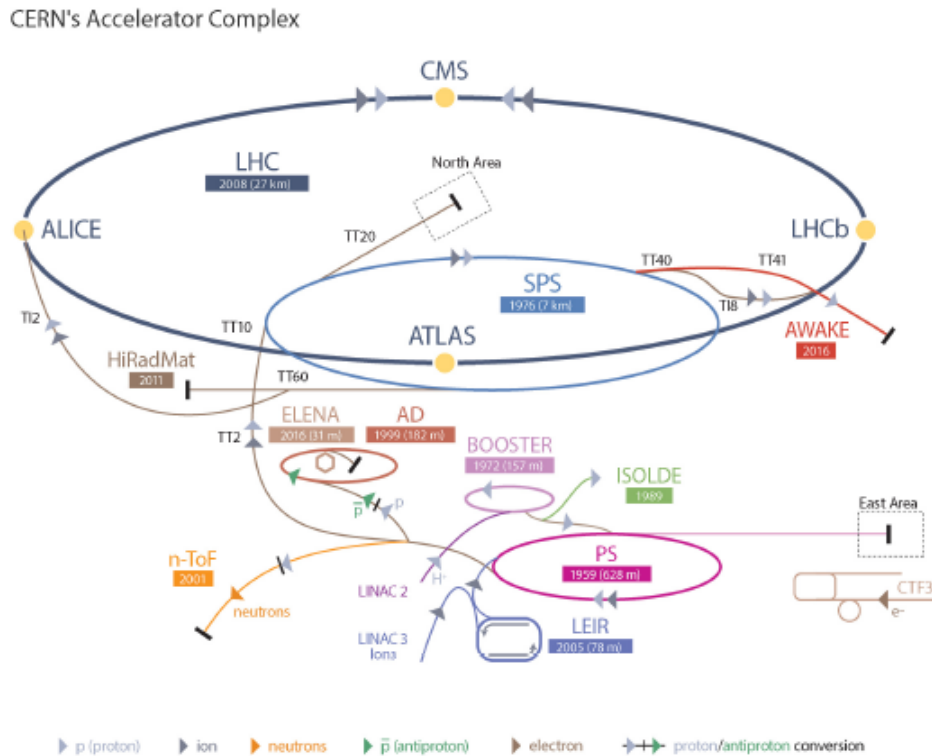 CERN's Accelerator Complex
CMS
LHC
2008 (27 km)
North Area
ALICE
TT20
LHCb
TT40
TT41
SPS
1976 (7 km)
TI8
TI2
TT10
ATLAS
AWAKE
2016
HiRadMat
2011
TT60
ELENA
2016 (31 m)
AD
1999 (182 m)
TT2
BOOSTER
1972 (157 m)
ISOLDE
1989
p̅
p
East Area
n-ToF
2001
PS
1959 (628 m)
LINAC 2
H⁺
neutrons
CTF3
e-
LINAC 3
Ions
LEIR
2005 (78 m)
p (proton)
ion
neutrons
p̅ (antiproton)
electron
proton/antiproton conversion